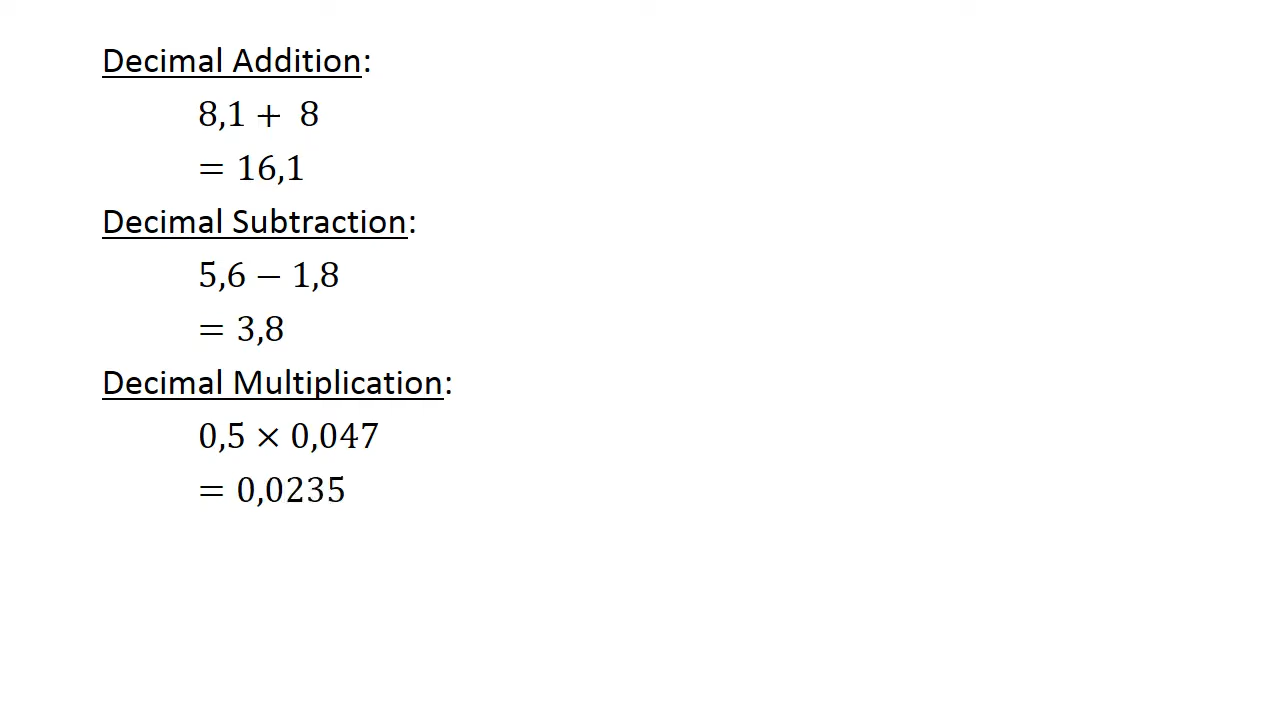 Decimal Addition:
8,1 + 8
= 16,1
Decimal Subtraction:
5,6 − 1,8
= 3,8
Decimal Multiplication:
0,5 × 0,047
= 0,0235